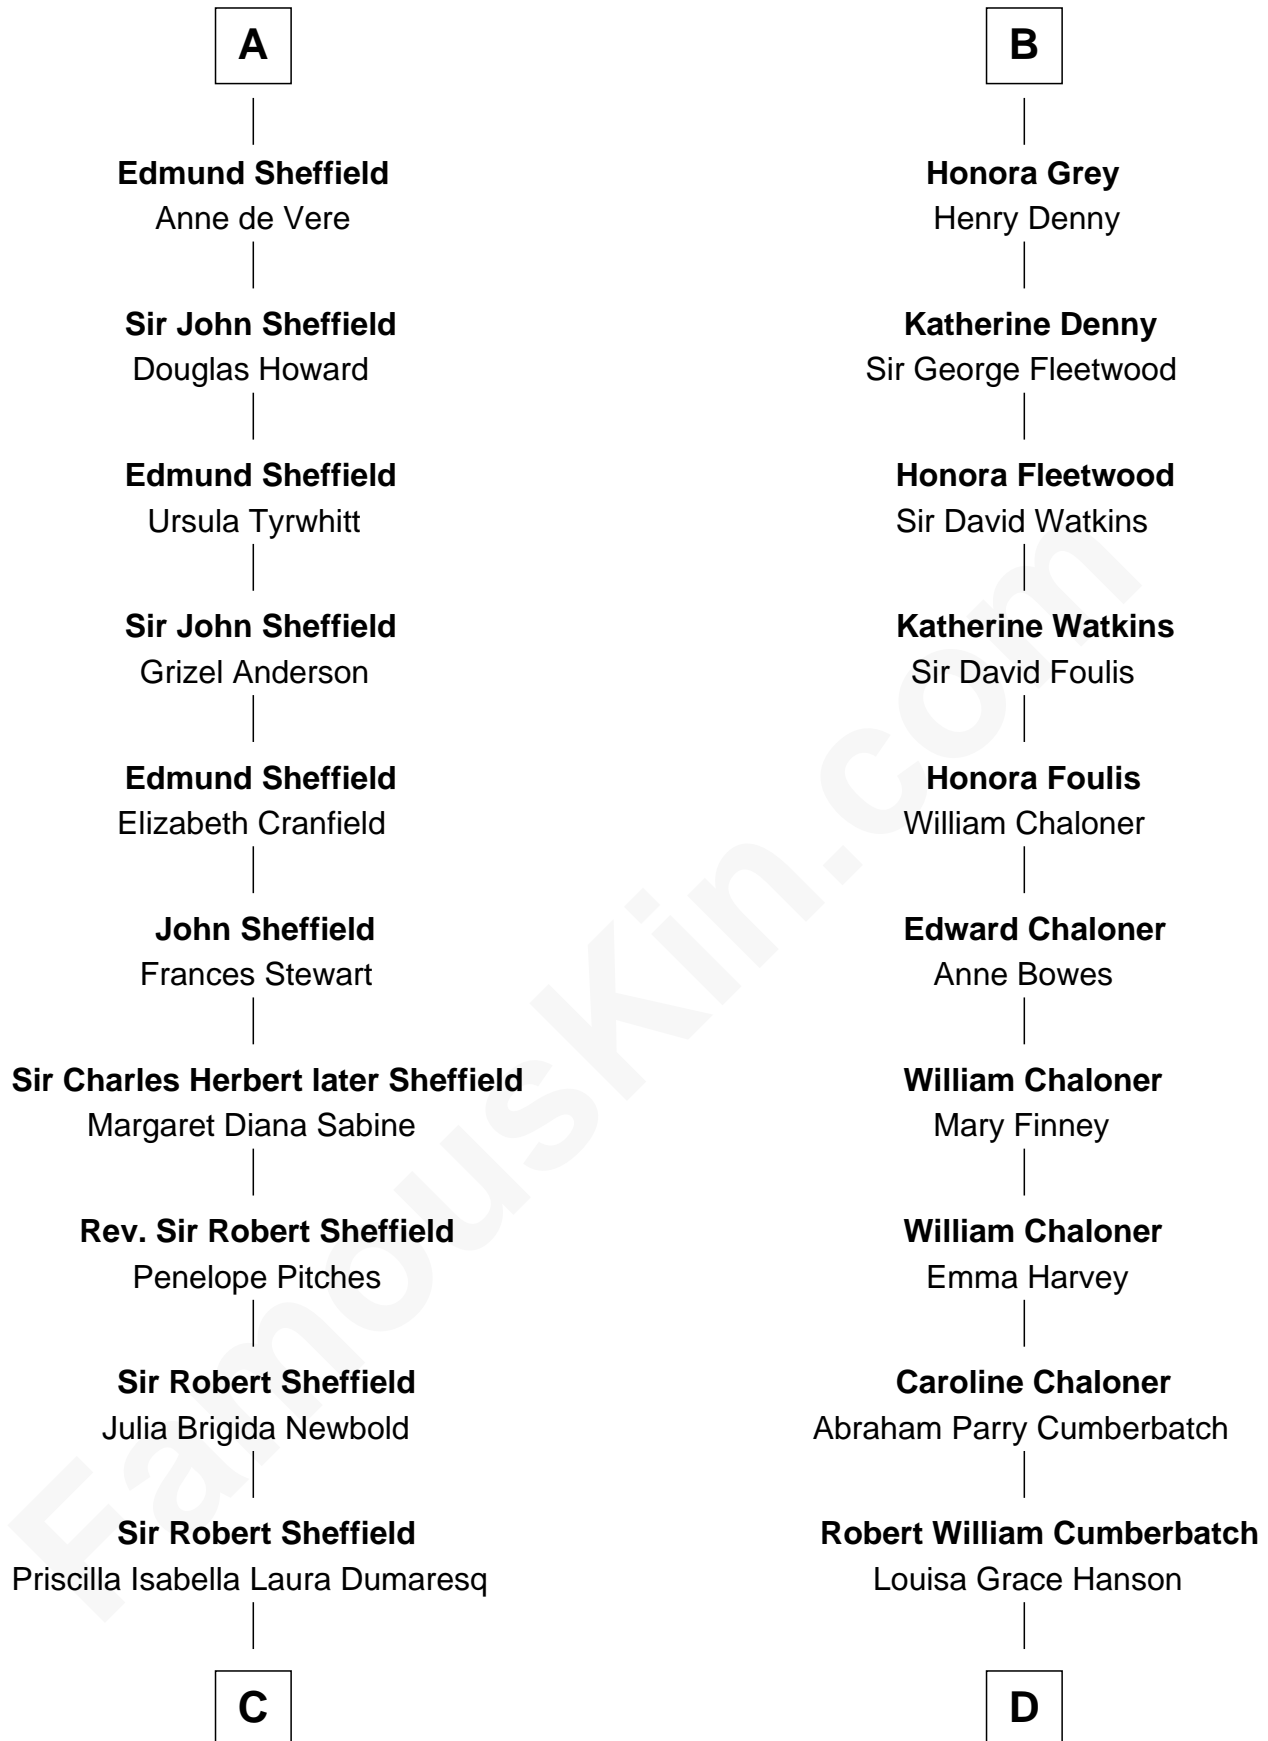 A
Edmund Sheffield
Anne de Vere
Sir John Sheffield
Douglas Howard
Edmund Sheffield
Ursula Tyrwhitt
Sir John Sheffield
Grizel Anderson
Edmund Sheffield
Elizabeth Cranfield
John Sheffield
Frances Stewart
Sir Charles Herbert later Sheffield
Margaret Diana Sabine
Rev. Sir Robert Sheffield
Penelope Pitches
Sir Robert Sheffield
Julia Brigida Newbold
Sir Robert Sheffield
Priscilla Isabella Laura Dumaresq
C
B
Honora Grey
Henry Denny
Katherine Denny
Sir George Fleetwood
Honora Fleetwood
Sir David Watkins
Katherine Watkins
Sir David Foulis
Honora Foulis
William Chaloner
Edward Chaloner
Anne Bowes
William Chaloner
Mary Finney
William Chaloner
Emma Harvey
Caroline Chaloner
Abraham Parry Cumberbatch
Robert William Cumberbatch
Louisa Grace Hanson
D
FamousKin.com